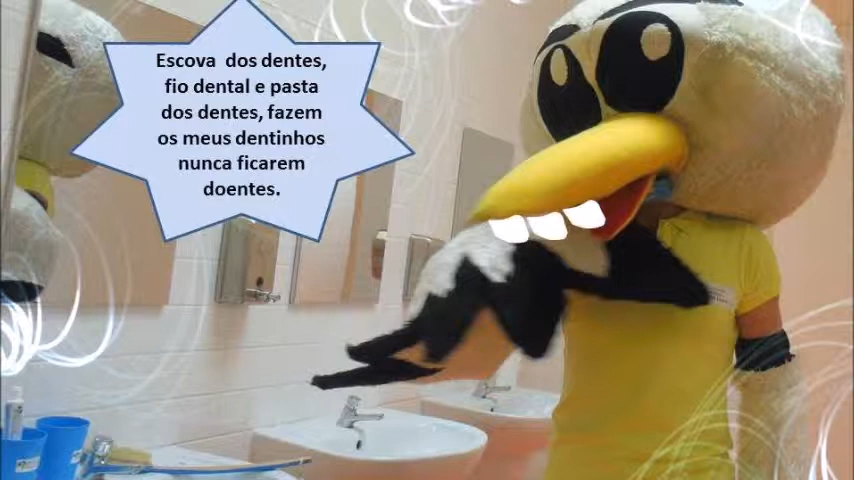 Escova dos dentes,
fio dental e pasta
dos dentes, fazem
os meus dentinhos
nunca ficarem
doentes.